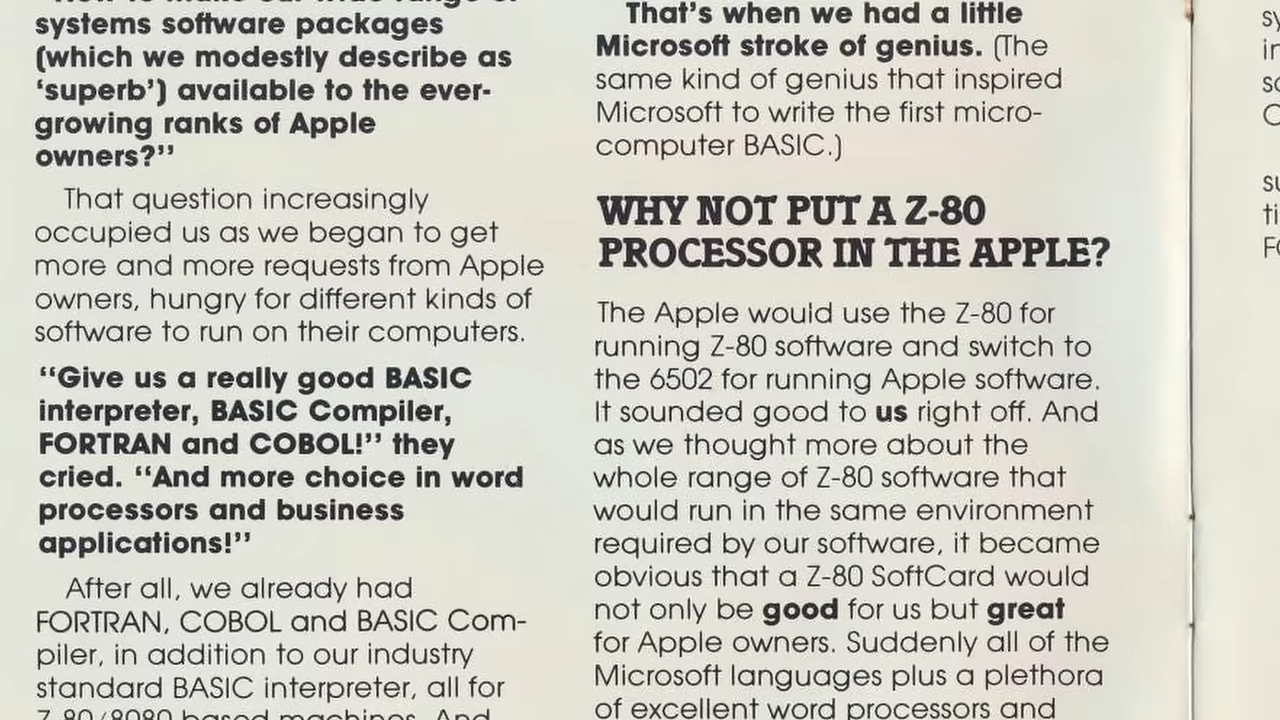 systems software packages
(which we modestly describe as
‘superb’) available to the ever-
growing ranks of Apple
owners?”
That question increasingly
occupied us as we began to get
more and more requests from Apple
owners, hungry for different kinds of
software to run on their computers.
“Give us a really good BASIC
interpreter, BASIC Compiler,
FORTRAN and COBOL!” they
cried. “And more choice in word
processors and business
applications!”
After all, we already had
FORTRAN, COBOL and BASIC Com-
piler, in addition to our industry
standard BASIC interpreter, all for
Z-80/8080 based machines. And
That’s when we had a little
Microsoft stroke of genius. (The
same kind of genius that inspired
Microsoft to write the first micro-
computer BASIC.)
WHY NOT PUT A Z-80
PROCESSOR IN THE APPLE?
The Apple would use the Z-80 for
running Z-80 software and switch to
the 6502 for running Apple software.
It sounded good to us right off. And
as we thought more about the
whole range of Z-80 software that
would run in the same environment
required by our software, it became
obvious that a Z-80 SoftCard would
not only be good for us but great
for Apple owners. Suddenly all of the
Microsoft languages plus a plethora
of excellent word processors and